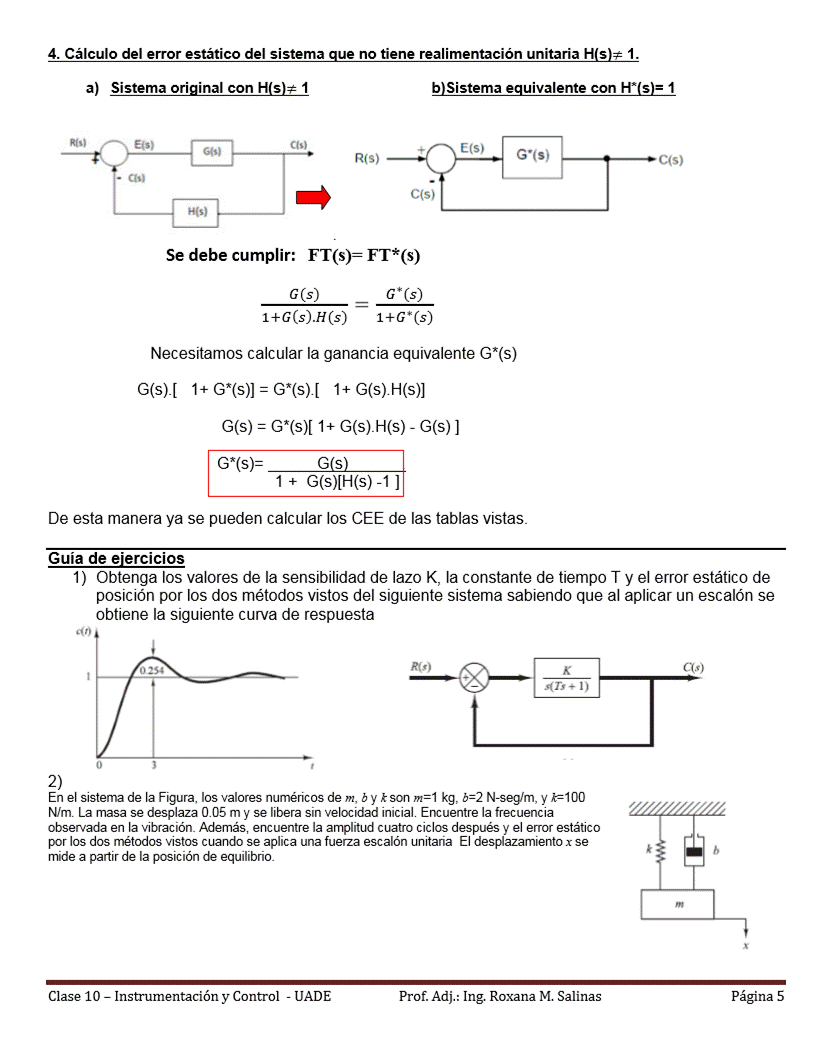 4. Cálculo del error estático del sistema que no tiene realimentación unitaria H(s)≠ 1.
a) Sistema original con H(s)≠ 1
b)Sistema equivalente con H*(s)= 1
R(s) + E(s) G(s) C(s)
- C(s)
H(s)
R(s) + E(s) G*(s) C(s)
-
C(s)
Se debe cumplir: FT(s)= FT*(s)
G(s) / 1+G(s).H(s) = G*(s) / 1+G*(s)
Necesitamos calcular la ganancia equivalente G*(s)
G(s).[ 1+ G*(s)] = G*(s).[ 1+ G(s).H(s)]
G(s) = G*(s)[ 1+ G(s).H(s) - G(s) ]
G*(s)= G(s)
1 + G(s)[H(s) -1 ]
De esta manera ya se pueden calcular los CEE de las tablas vistas.
Guía de ejercicios
1) Obtenga los valores de la sensibilidad de lazo K, la constante de tiempo T y el error estático de
posición por los dos métodos vistos del siguiente sistema sabiendo que al aplicar un escalón se
obtiene la siguiente curva de respuesta
c(t)
0.254
1
0 3 t
R(s) + - K / s(Ts + 1) C(s)
2)
En el sistema de la Figura, los valores numéricos de m, b y k son m=1 kg, b=2 N-seg/m, y k=100
N/m. La masa se desplaza 0.05 m y se libera sin velocidad inicial. Encuentre la frecuencia
observada en la vibración. Además, encuentre la amplitud cuatro ciclos después y el error estático
por los dos métodos vistos cuando se aplica una fuerza escalón unitaria El desplazamiento x se
mide a partir de la posición de equilibrio.
k b
m
x
Clase 10 – Instrumentación y Control - UADE Prof. Adj.: Ing. Roxana M. Salinas Página 5